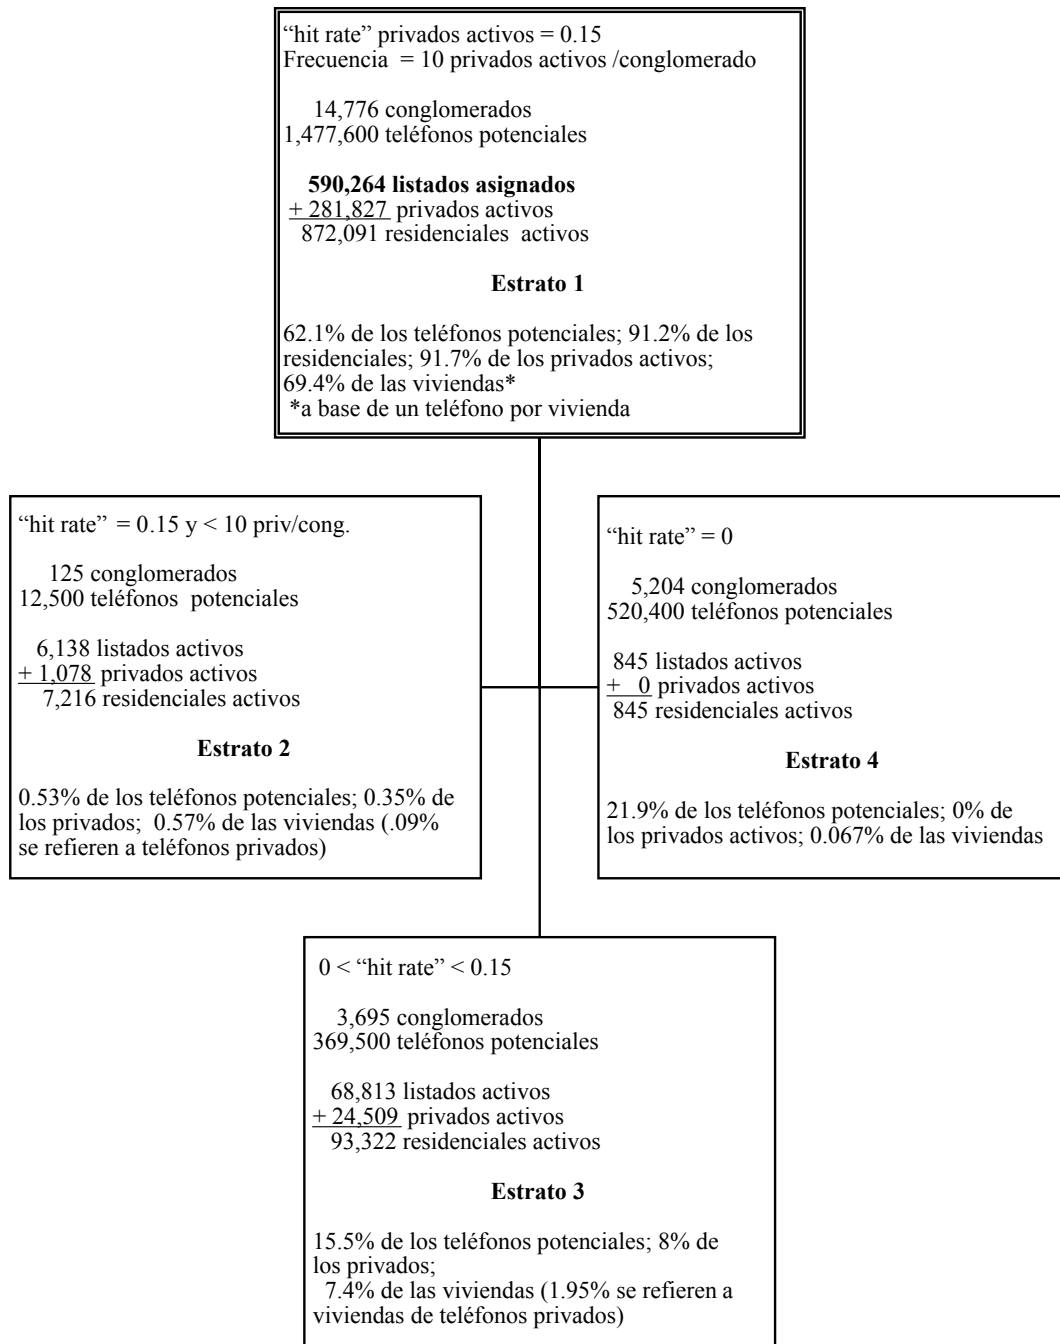 “hit rate” privados activos = 0.15
Frecuencia = 10 privados activos /conglomerado
14,776 conglomerados
1,477,600 teléfonos potenciales
590,264 listados asignados
+ 281,827 privados activos
872,091 residenciales activos
Estrato 1
62.1% de los teléfonos potenciales; 91.2% de los
residenciales; 91.7% de los privados activos;
69.4% de las viviendas*
*a base de un teléfono por vivienda
“hit rate” = 0.15 y < 10 priv/cong.
125 conglomerados
12,500 teléfonos potenciales
6,138 listados activos
+ 1,078 privados activos
7,216 residenciales activos
Estrato 2
0.53% de los teléfonos potenciales; 0.35% de
los privados; 0.57% de las viviendas (.09%
se refieren a teléfonos privados)
“hit rate” = 0
5,204 conglomerados
520,400 teléfonos potenciales
845 listados activos
+ 0 privados activos
845 residenciales activos
Estrato 4
21.9% de los teléfonos potenciales; 0% de
los privados activos; 0.067% de las viviendas
0 < “hit rate” < 0.15
3,695 conglomerados
369,500 teléfonos potenciales
68,813 listados activos
+ 24,509 privados activos
93,322 residenciales activos
Estrato 3
15.5% de los teléfonos potenciales; 8% de
los privados;
7.4% de las viviendas (1.95% se refieren a
viviendas de teléfonos privados)